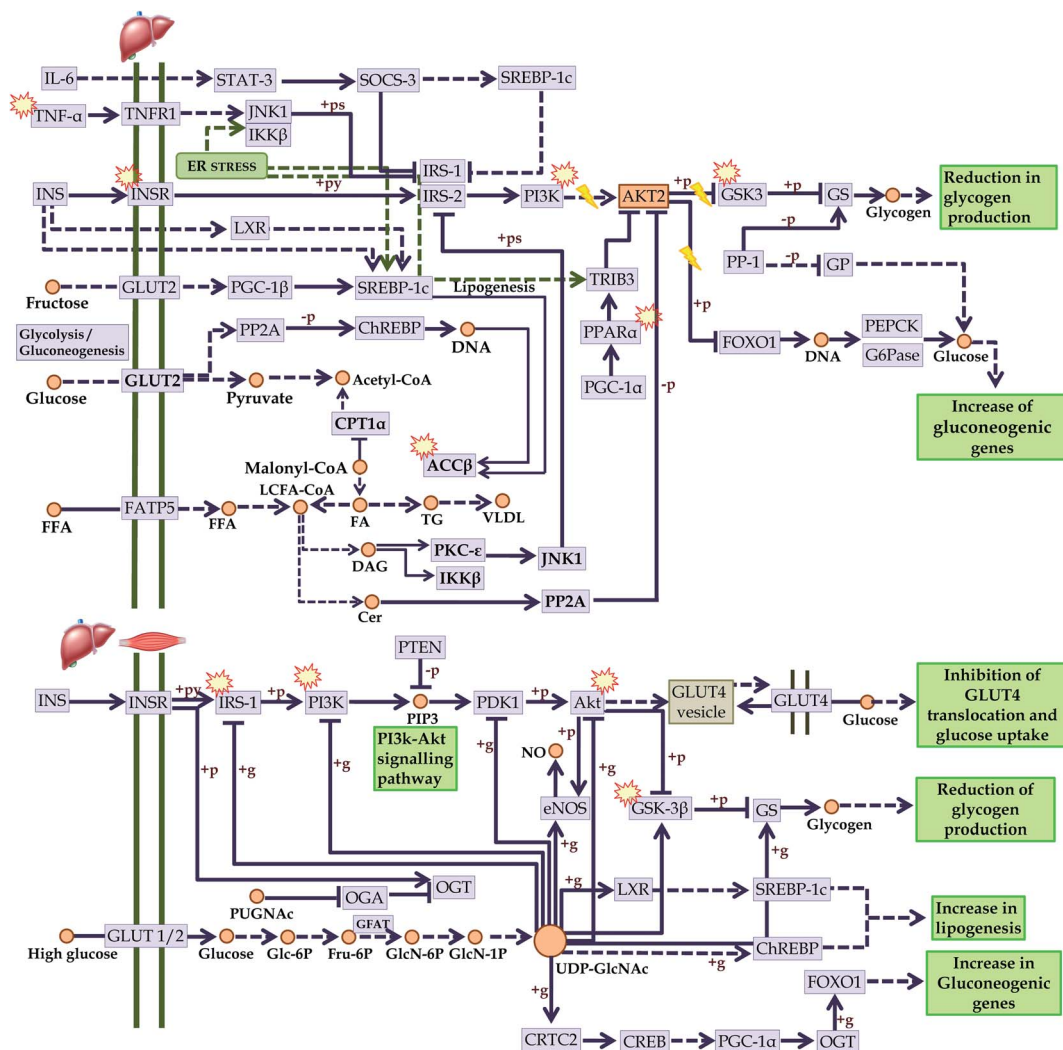 IL-6
STAT-3
SOCS-3
SREBP-1c
TNF-α
TNFR1
JNK1
IKKβ
+ps
ER STRESS
+py
IRS-1
IRS-2
INS
INSR
PI3K
AKT2
+p
GSK3
+p
GS
Glycogen
Reduction in
glycogen
production
LXR
+ps
-p
PP-1
-p
GP
Fructose
GLUT2
PGC-1β
SREBP-1c
Lipogenesis
TRIB3
+p
Glycolysis/
Gluconeogenesis
PP2A
-p
ChREBP
DNA
PPARα
FOXO1
DNA
PEPCK
G6Pase
Glucose
Glucose
GLUT2
Pyruvate
Acetyl-CoA
PGC-1α
-p
CPT1α
Increase of
gluconeogenic
genes
Malonyl-CoA
ACCβ
LCFA-CoA
FFA
FATP5
FFA
FA
TG
VLDL
DAG
PKC-ε
IKKβ
JNK1
Cer
PP2A
INS
INSR
+py
IRS-1
+p
PI3K
PTEN
-p
PIP3
PDK1
+p
Akt
GLUT4
vesicle
GLUT4
Glucose
Inhibition of
GLUT4
translocation and
glucose uptake
PI3k-Akt
signalling
pathway
+p
+g
+g
+g
+p
+g
+p
NO
eNOS
+g
GSK-3β
+p
GS
Glycogen
Reduction of
glycogen
production
+g
PUGNAc
OGA
OGT
+g
LXR
SREBP-1c
Increase in
lipogenesis
High glucose
GLUT 1/2
Glucose
Glc-6P
Fru-6P
GFAT
GlcN-6P
GlcN-1P
UDP-GlcNAc
+g
ChREBP
+g
CRTC2
CREB
PGC-1α
OGT
+g
FOXO1
Increase in
Gluconeogenic
genes